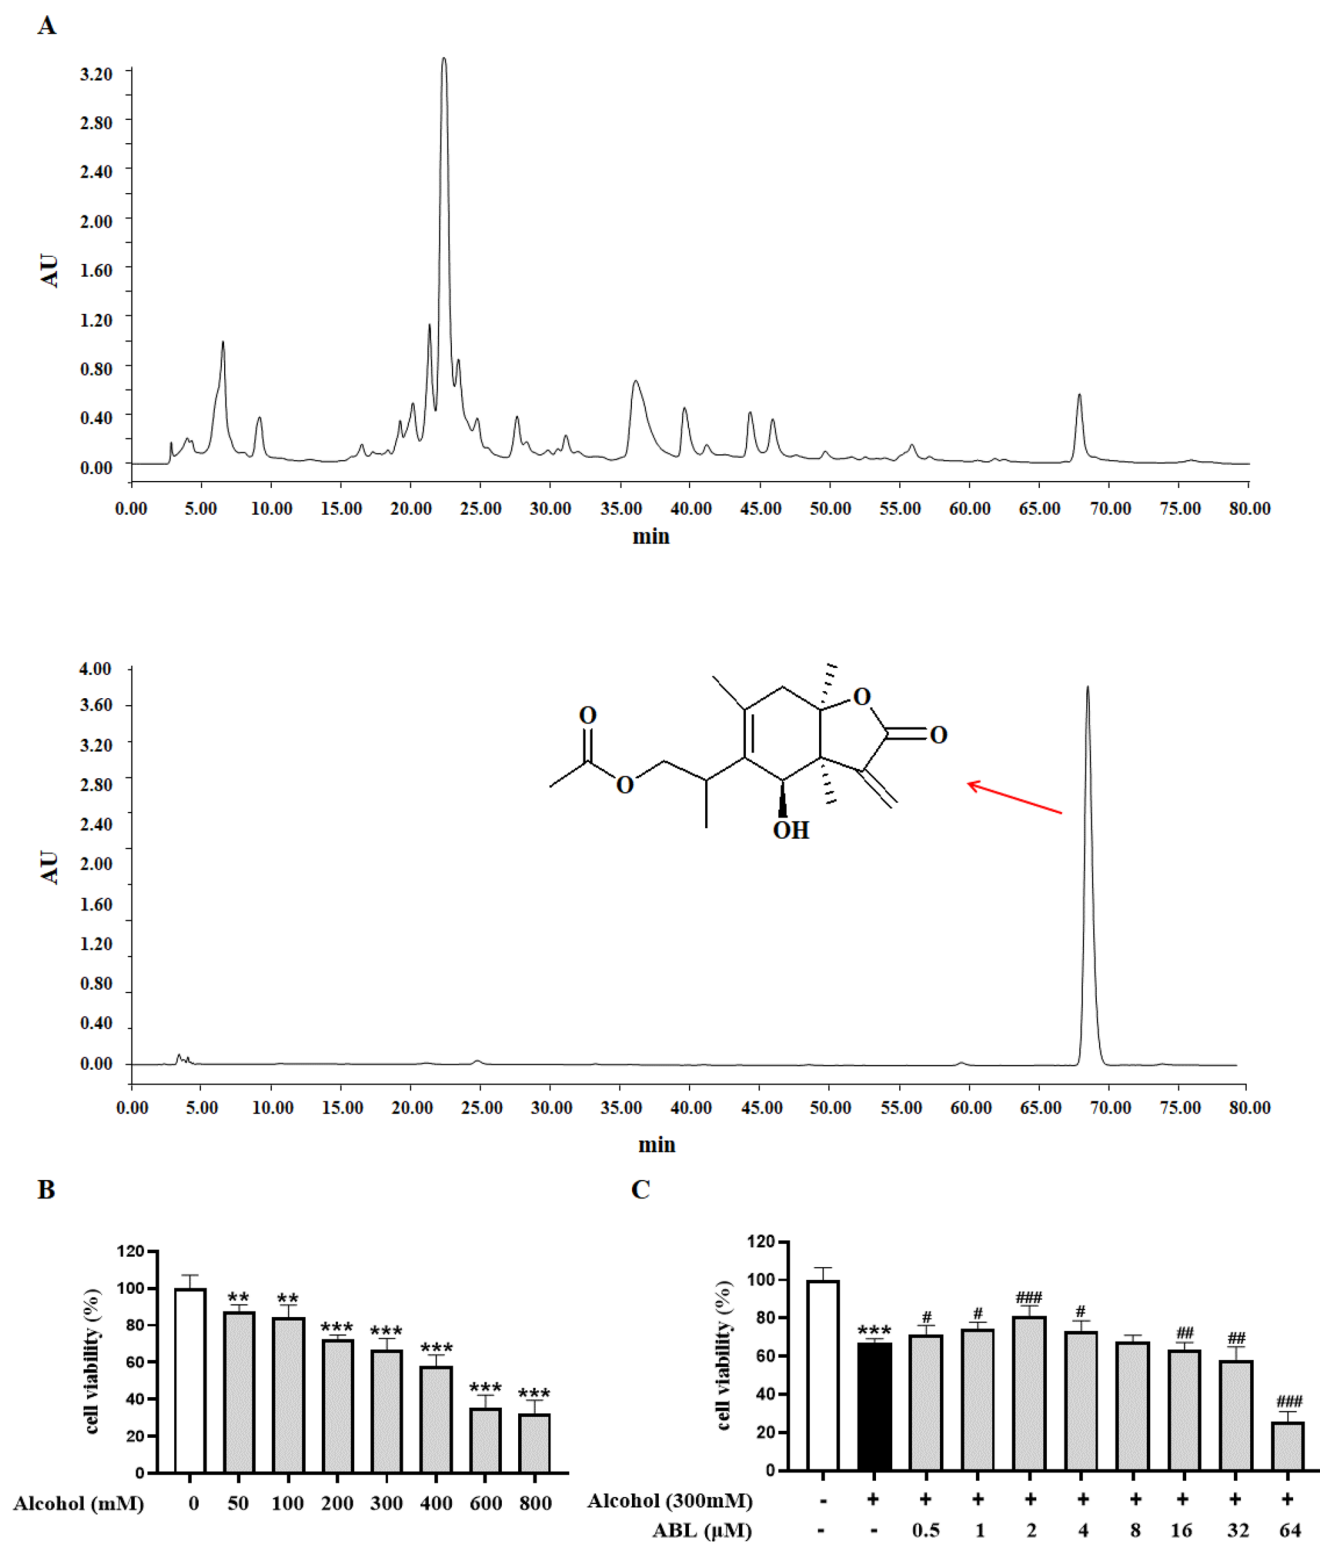 A
3.20
2.80
2.40
2.00
1.60
1.20
0.80
0.40
0.00
AU
0.00 5.00 10.00 15.00 20.00 25.00 30.00 35.00 40.00 45.00 50.00 55.00 60.00 65.00 70.00 75.00 80.00
min
4.00
3.60
3.20
2.80
2.40
2.00
1.60
1.20
0.80
0.40
0.00
AU
O
O
O
O
OH
0.00 5.00 10.00 15.00 20.00 25.00 30.00 35.00 40.00 45.00 50.00 55.00 60.00 65.00 70.00 75.00 80.00
min
B
120
100
80
60
40
20
0
cell viability (%)
** ** *** *** *** *** ***
Alcohol (mM) 0 50 100 200 300 400 600 800
C
120
100
80
60
40
20
0
cell viability (%)
*** # # ### # ## ## ###
Alcohol (300mM) - + + + + + + + + +
ABL (μM) - - 0.5 1 2 4 8 16 32 64